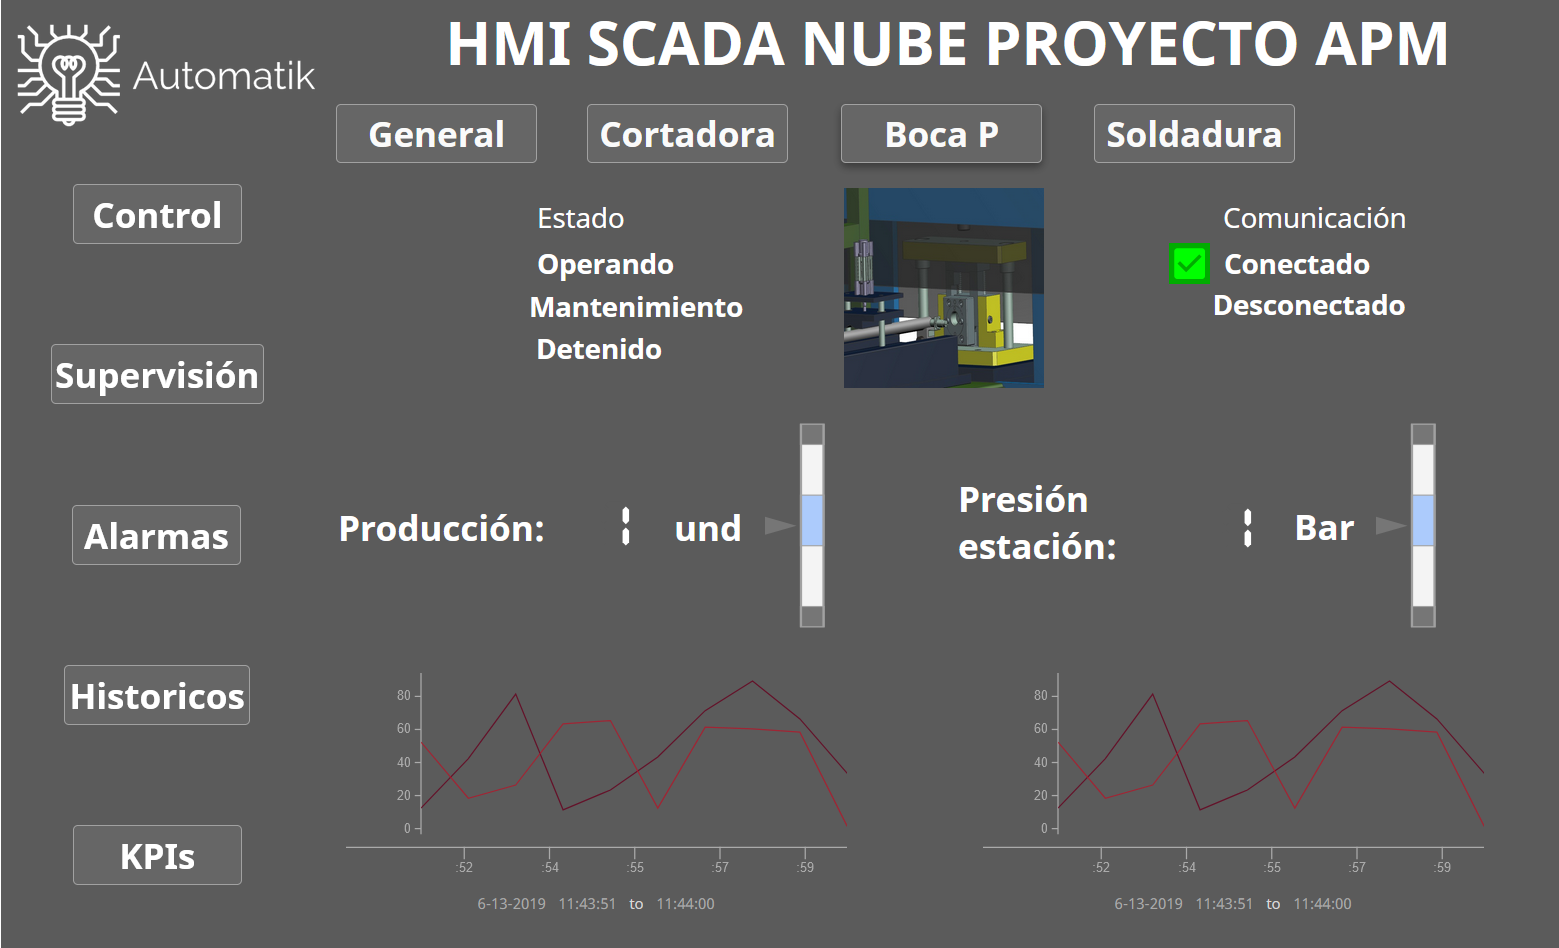 HMI SCADA NUBE PROYECTO APM
Automatik
General Cortadora Boca P Soldadura
Control
Supervisión
Alarmas
Historicos
KPIs
Estado
Operando
Mantenimiento
Detenido
Comunicación
Conectado
Desconectado
Producción: und
Presión
estación: Bar
80
60
40
20
0
:52 :54 :55 :57 :59
6-13-2019 11:43:51 to 11:44:00
80
60
40
20
0
:52 :54 :55 :57 :59
6-13-2019 11:43:51 to 11:44:00